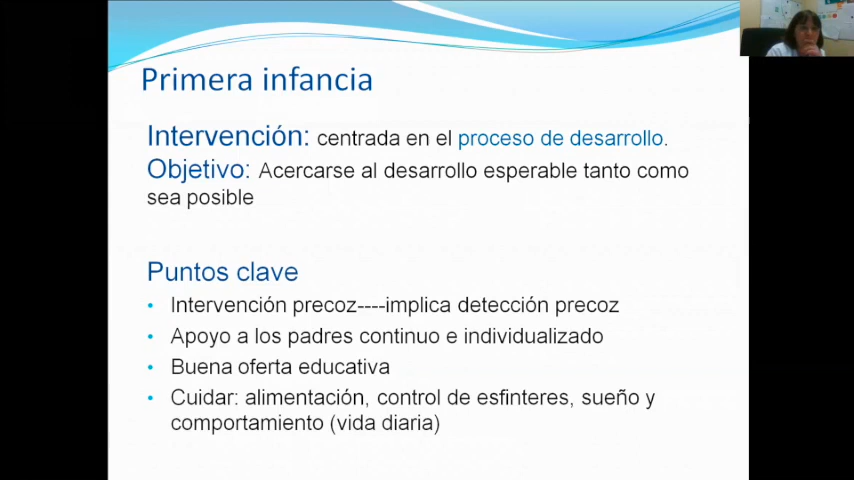 Primera infancia
Intervención: centrada en el proceso de desarrollo.
Objetivo: Acercarse al desarrollo esperable tanto como
sea posible
Puntos clave
• Intervención precoz----implica detección precoz
• Apoyo a los padres continuo e individualizado
• Buena oferta educativa
• Cuidar: alimentación, control de esfinteres, sueño y
comportamiento (vida diaria)